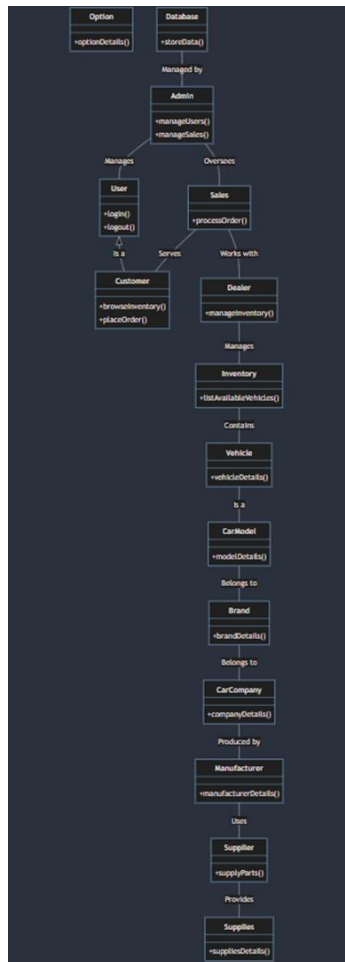 Option
+optionDetails()
Database
+storeData()
Managed by
Admin
+manageUsers()
+manageSales()
Manages
Oversees
User
+login()
+logout()
Sales
+processOrder()
Is a
Serves
Works with
Customer
+browseInventory()
+placeOrder()
Dealer
+manageInventory()
Manages
Inventory
+listAvailableVehicles()
Contains
Vehicle
+vehicleDetails()
Is a
CarModel
+modelDetails()
Belongs to
Brand
+brandDetails()
Belongs to
CarCompany
+companyDetails()
Produced by
Manufacturer
+manufacturerDetails()
Uses
Supplier
+supplyParts()
Provides
Supplies
+suppliesDetails()